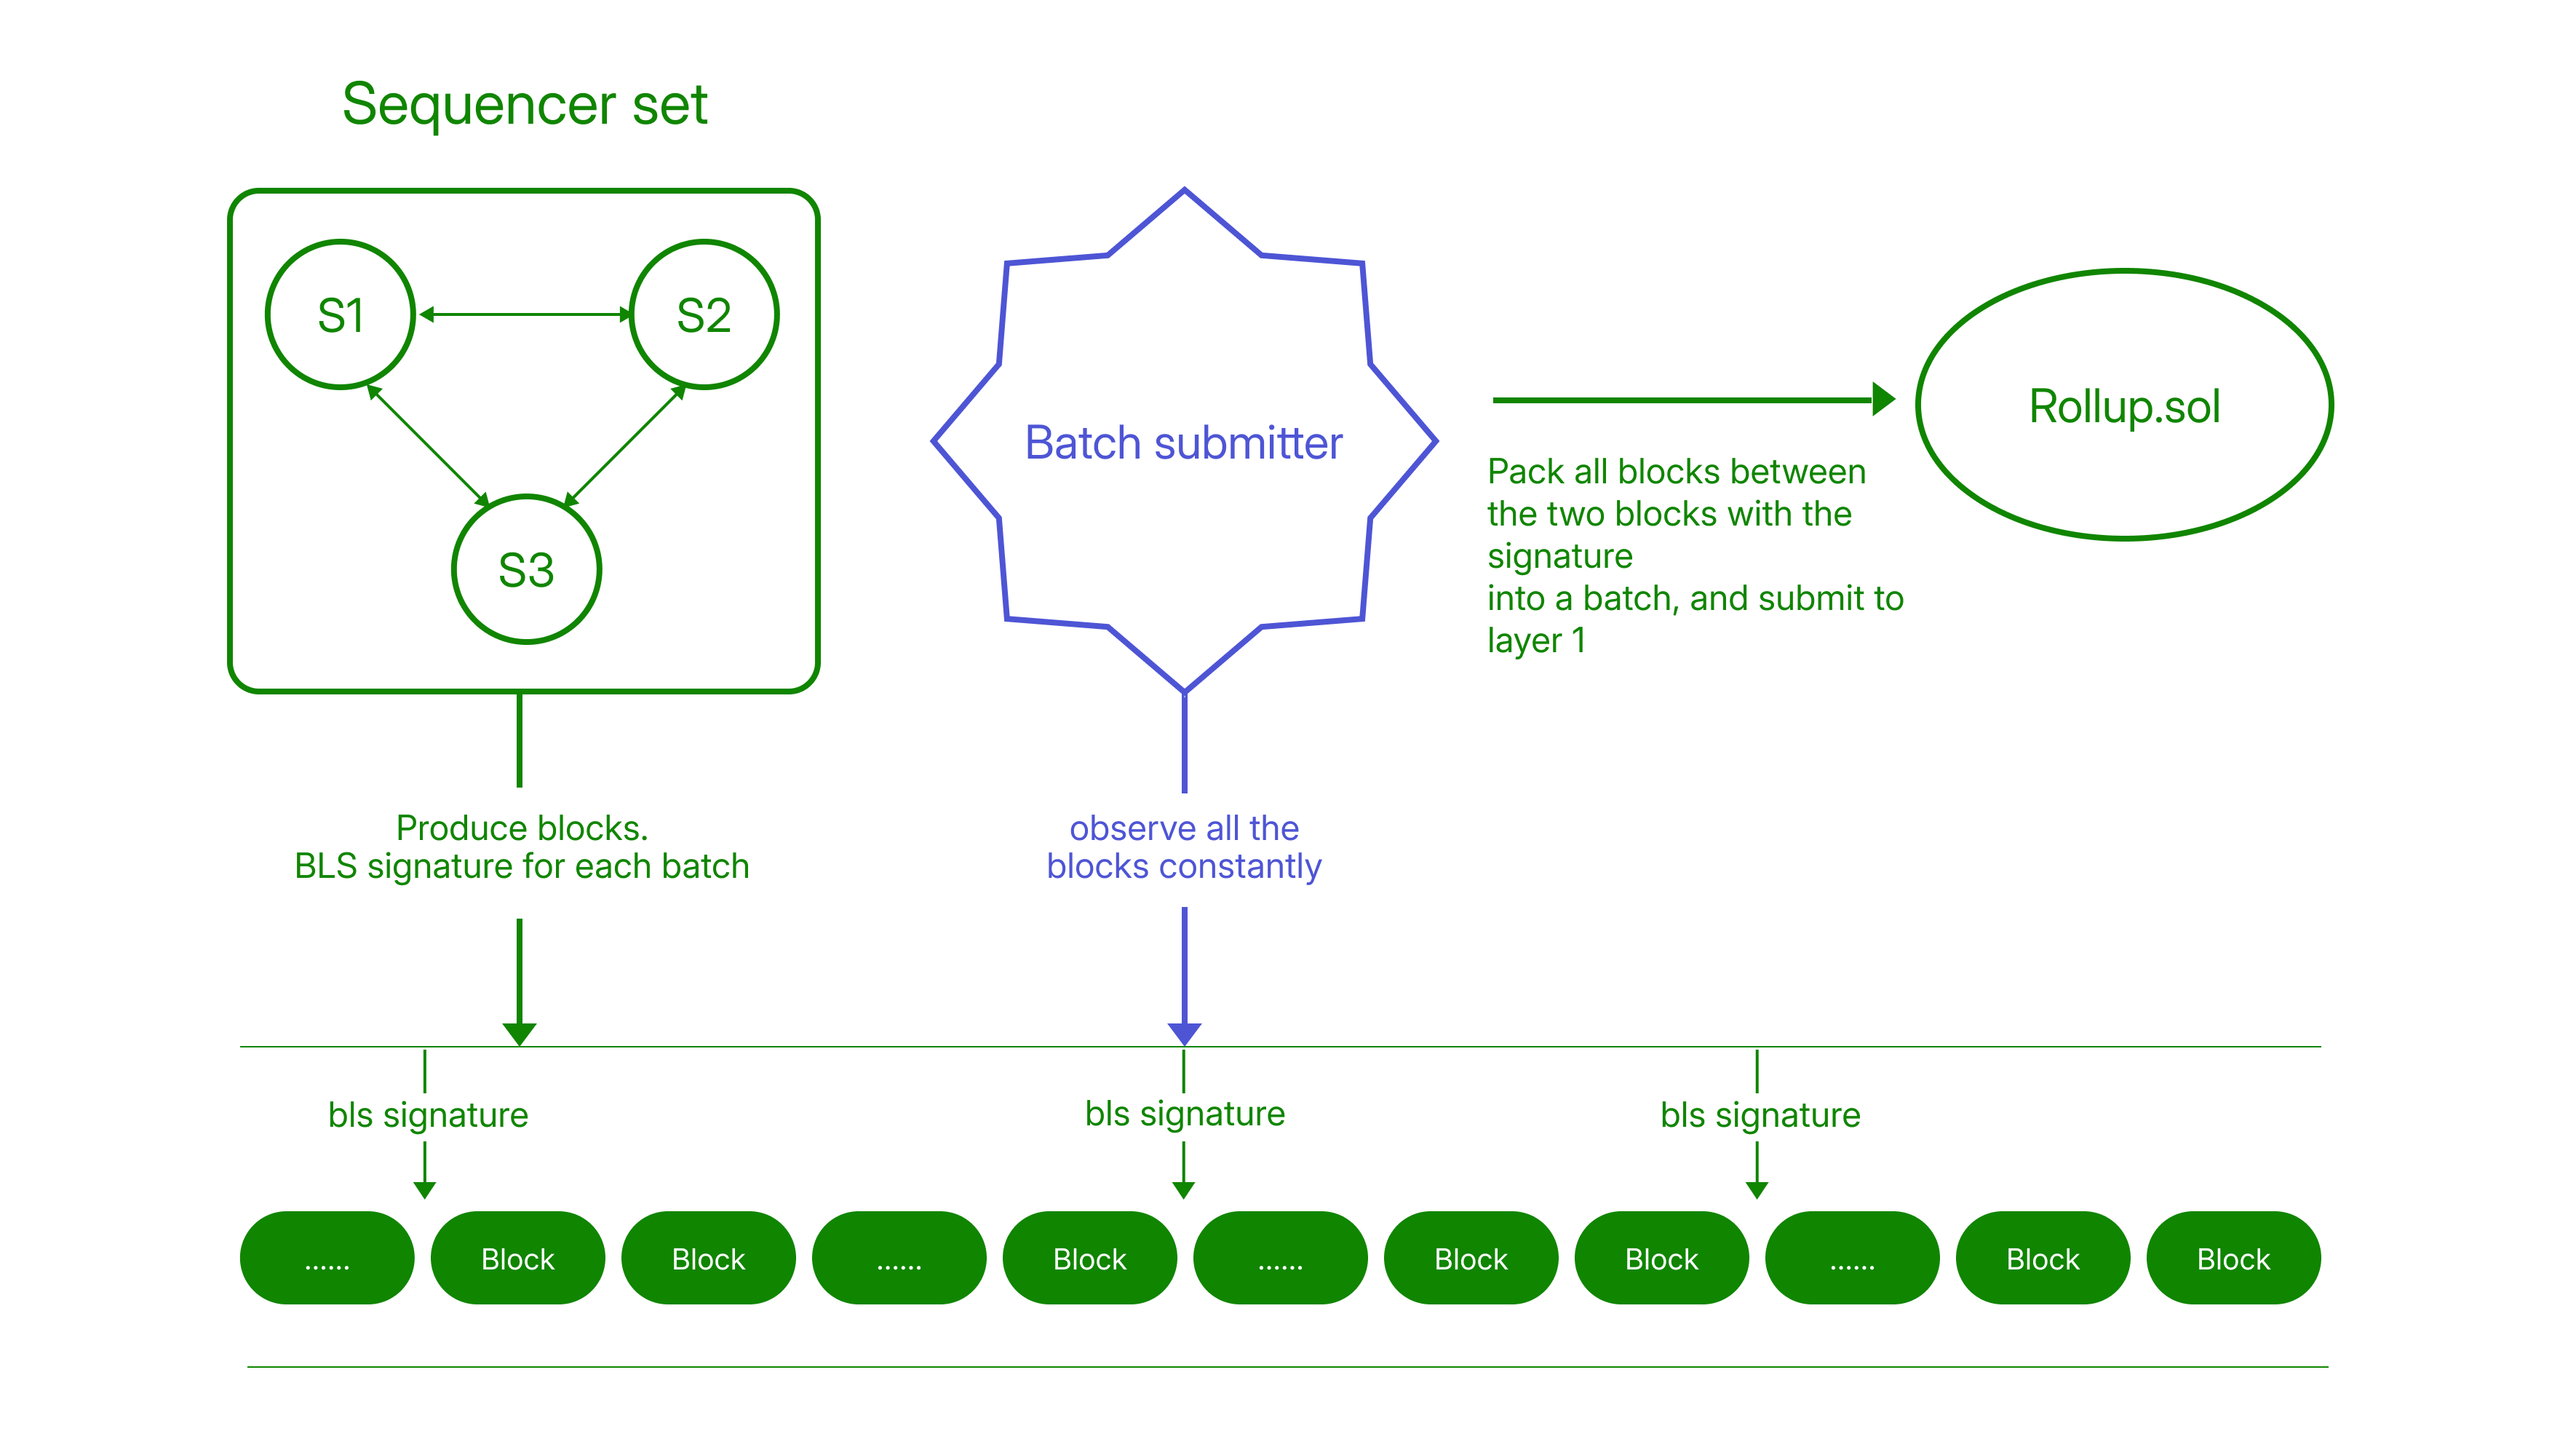 Sequencer set
S1
S2
S3
Batch submitter
Rollup.sol
Pack all blocks between
the two blocks with the
signature
into a batch, and submit to
layer 1
Produce blocks.
BLS signature for each batch
observe all the
blocks constantly
bls signature
bls signature
bls signature
......
Block
Block
......
Block
......
Block
Block
......
Block
Block